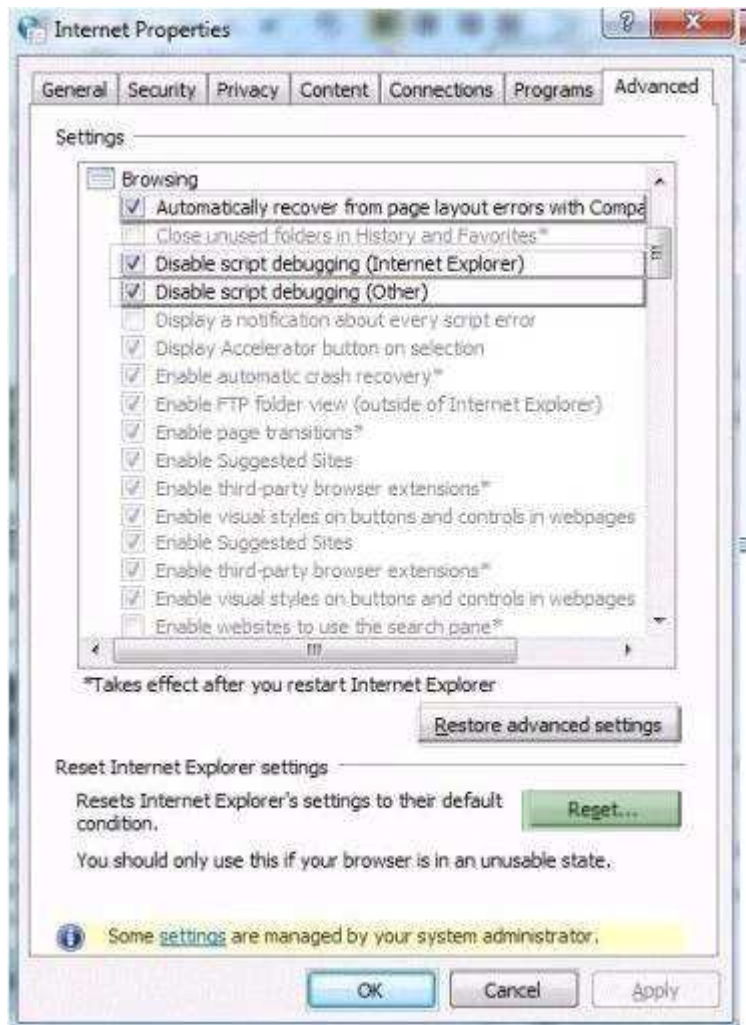 Internet Properties
General Security Privacy Content Connections Programs Advanced
Settings
Browsing
Automatically recover from page layout errors with Compa
Close unused folders in History and Favorites*
Disable script debugging (Internet Explorer)
Disable script debugging (Other)
Display a notification about every script error
Display Accelerator button on selection
Enable automatic crash recovery*
Enable FTP folder view (outside of Internet Explorer)
Enable page transitions*
Enable Suggested Sites
Enable third-party browser extensions*
Enable visual styles on buttons and controls in webpages
Enable Suggested Sites
Enable third-party browser extensions*
Enable visual styles on buttons and controls in webpages
Enable websites to use the search pane*
*Takes effect after you restart Internet Explorer
Restore advanced settings
Reset Internet Explorer settings
Resets Internet Explorer's settings to their default
condition.
Reset...
You should only use this if your browser is in an unusable state.
Some settings are managed by your system administrator.
OK Cancel Apply